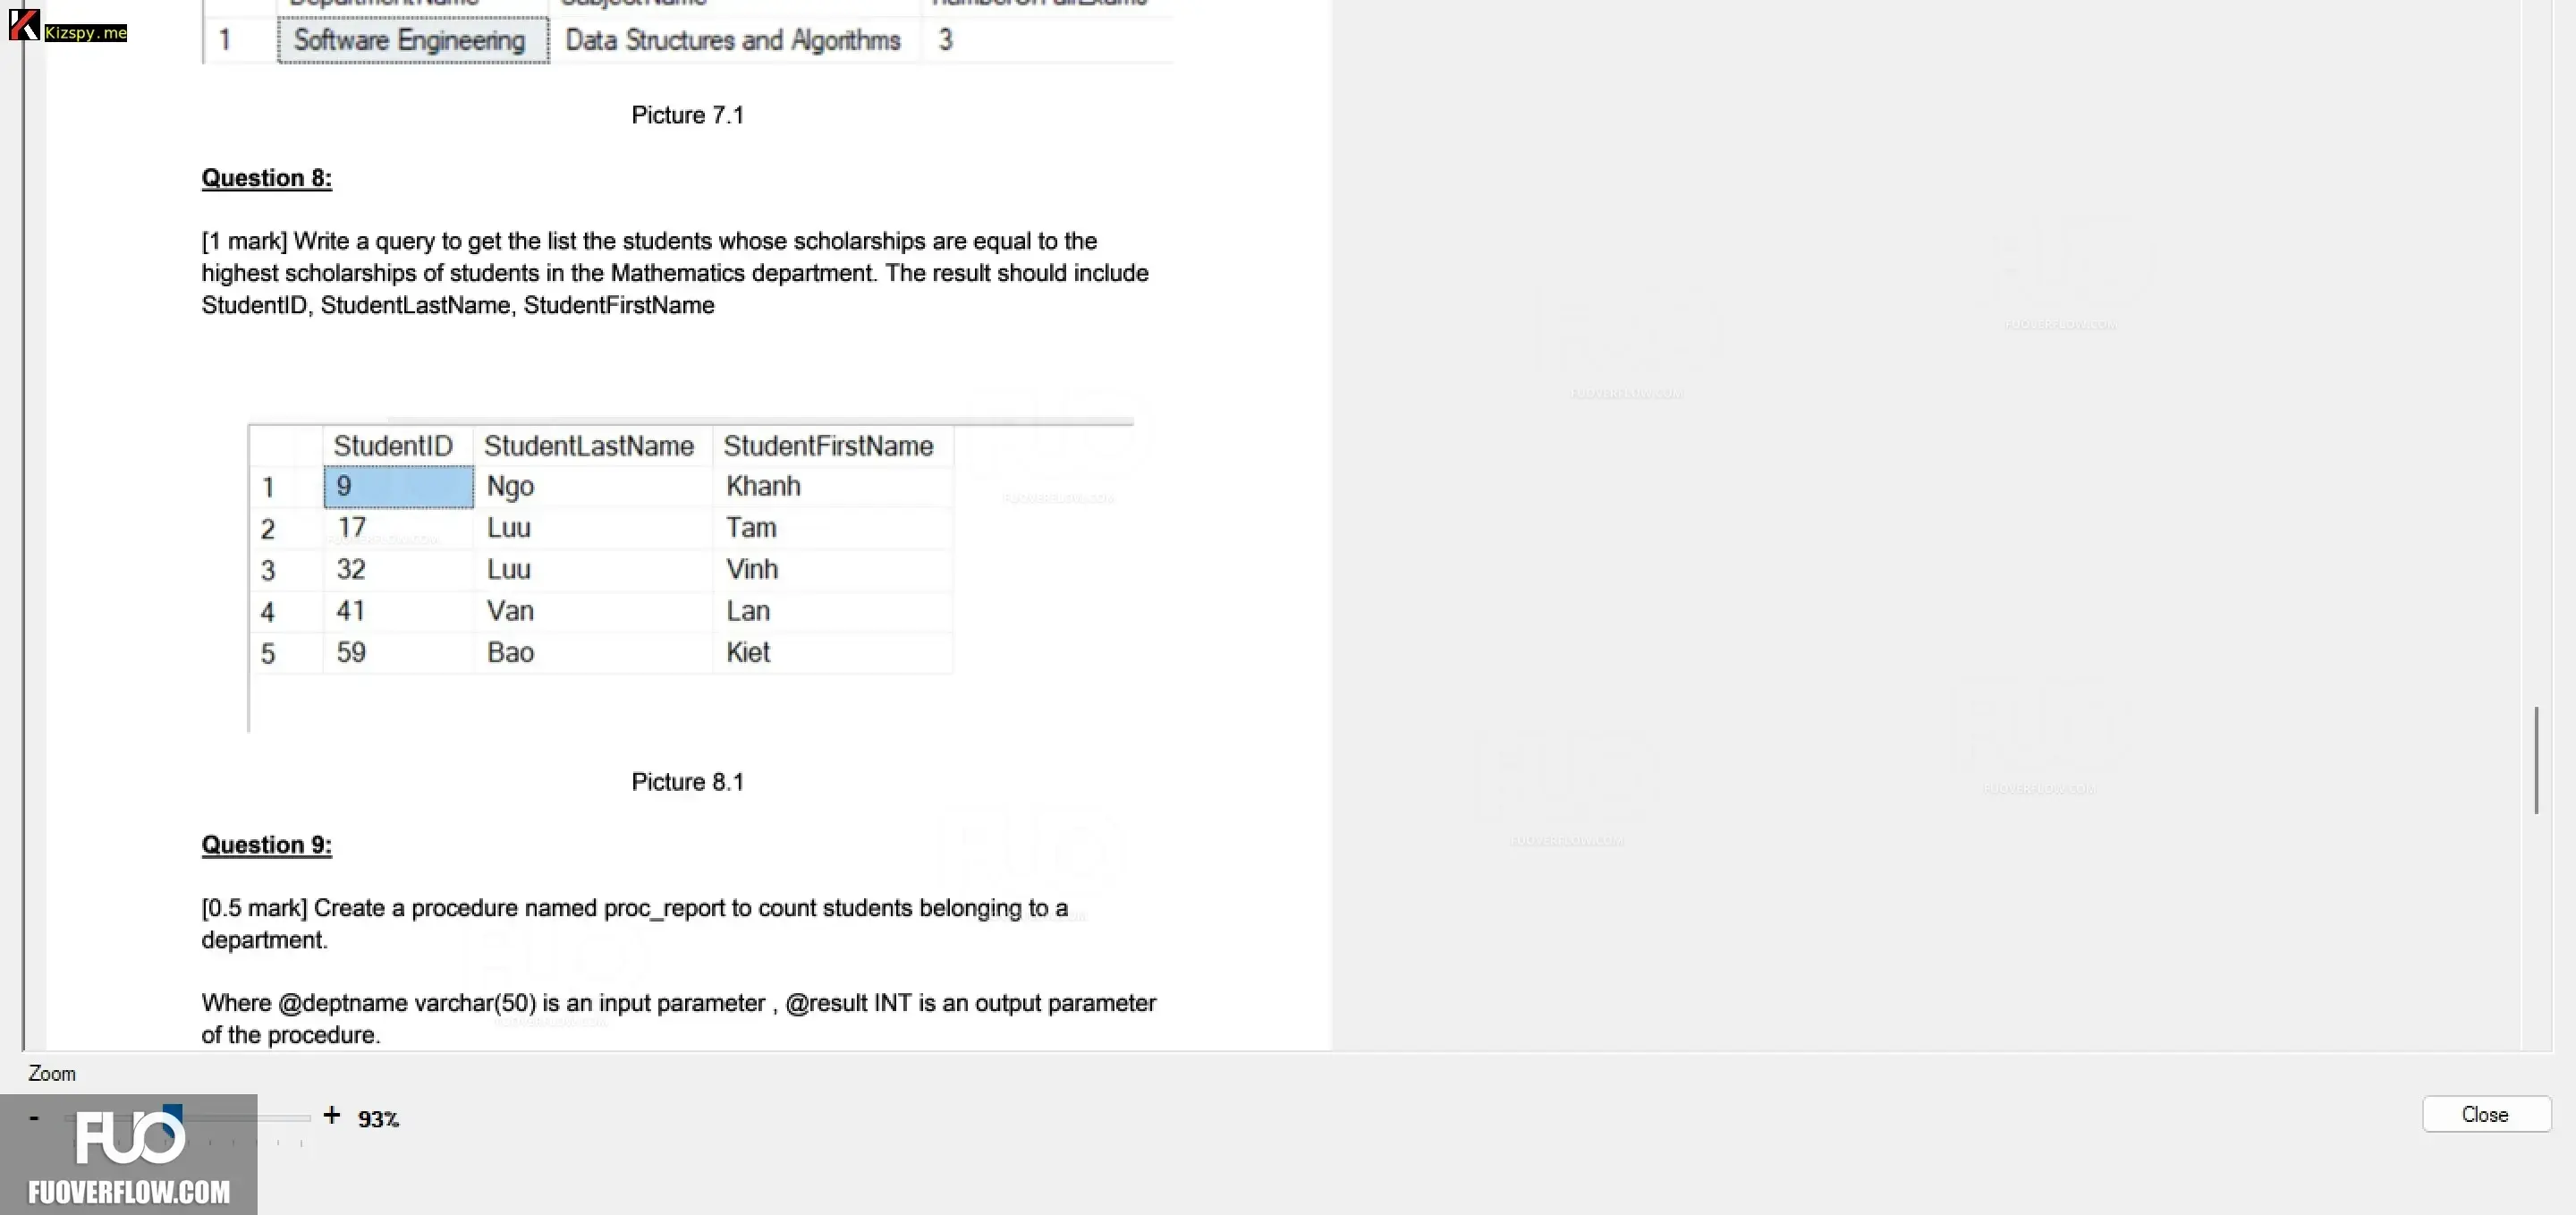 Kizspy.me
1 Software Engineering Data Structures and Algorithms 3
Picture 7.1
Question 8:
[1 mark] Write a query to get the list the students whose scholarships are equal to the
highest scholarships of students in the Mathematics department. The result should include
StudentID, StudentLastName, StudentFirstName
StudentID StudentLastName StudentFirstName
1 9 Ngo Khanh
2 17 Luu Tam
3 32 Luu Vinh
4 41 Van Lan
5 59 Bao Kiet
Picture 8.1
Question 9:
[0.5 mark] Create a procedure named proc_report to count students belonging to a
department.
Where @deptname varchar(50) is an input parameter , @result INT is an output parameter
of the procedure.
Zoom
- + 93%
Close
FUO
FUOVERFLOW.COM